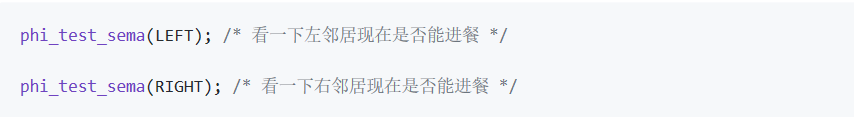 phi_test_sema(LEFT); /* 看一下左邻居现在是否能进餐 */
phi_test_sema(RIGHT); /* 看一下右邻居现在是否能进餐 */